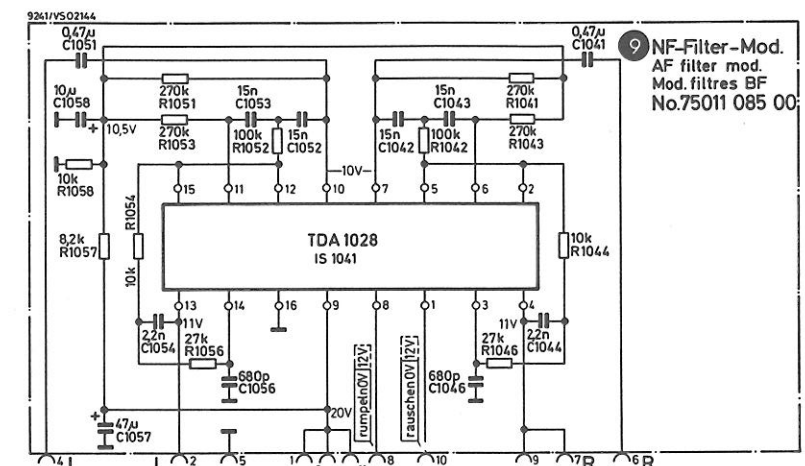 9241/VS02144
0,47µ
C1051
0,47µ
C1041
9
NF-Filter-Mod.
AF filter mod.
Mod. filtres BF
No.75011 085 00
10µ
C1058
+
10,5V
270k
R1051
15n
C1053
270k
R1053
100k
R1052
15n
C1052
15n
C1043
270k
R1041
15n
C1042
100k
R1042
270k
R1043
10k
R1058
10V
15
11
12
10
7
5
6
2
R1054
10k
8,2k
R1057
TDA 1028
IS 1041
10k
R1044
13
14
16
9
8
1
3
4
11V
2,2n
C1054
27k
R1056
680p
C1056
rumpeln 0V [12V]
rauschen 0V [12V]
11V
2,2n
C1044
27k
R1046
680p
C1046
+
47µ
C1057
20V
4 L
L 2
5
1
8
10
9
7 R
6 R